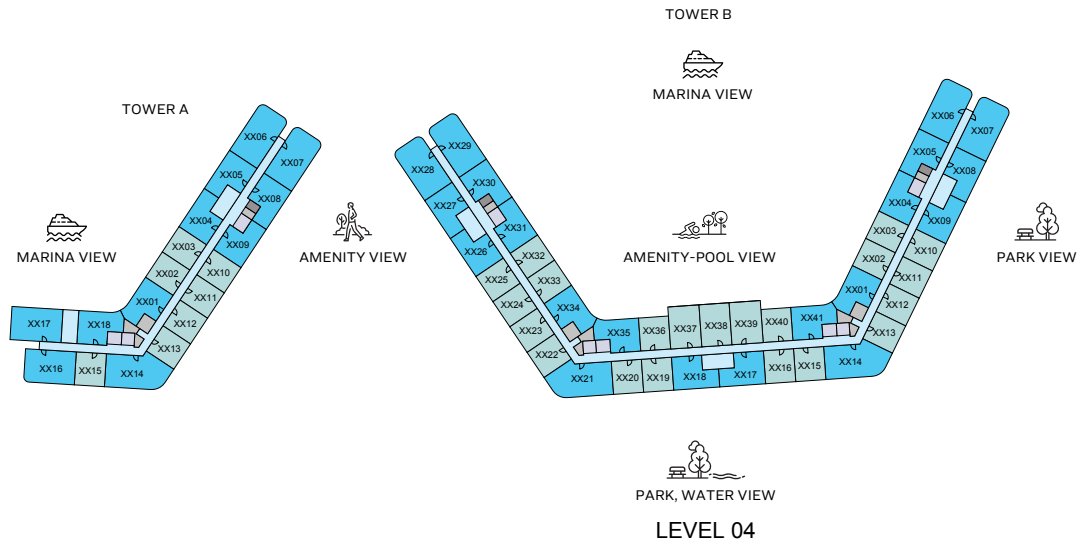 TOWER B
MARINA VIEW
TOWER A
MARINA VIEW
AMENITY VIEW
AMENITY-POOL VIEW
PARK VIEW
XX06
XX07
XX05
XX08
XX04
XX09
XX03
XX10
XX02
XX11
XX01
XX12
XX13
XX17
XX18
XX16
XX15
XX14
XX29
XX28
XX30
XX27
XX31
XX26
XX32
XX25
XX33
XX24
XX34
XX23
XX22
XX35
XX36
XX37
XX38
XX39
XX40
XX41
XX21
XX20
XX19
XX18
XX17
XX16
XX15
XX14
XX06
XX07
XX05
XX08
XX04
XX09
XX03
XX10
XX02
XX11
XX01
XX12
XX13
PARK, WATER VIEW
LEVEL 04